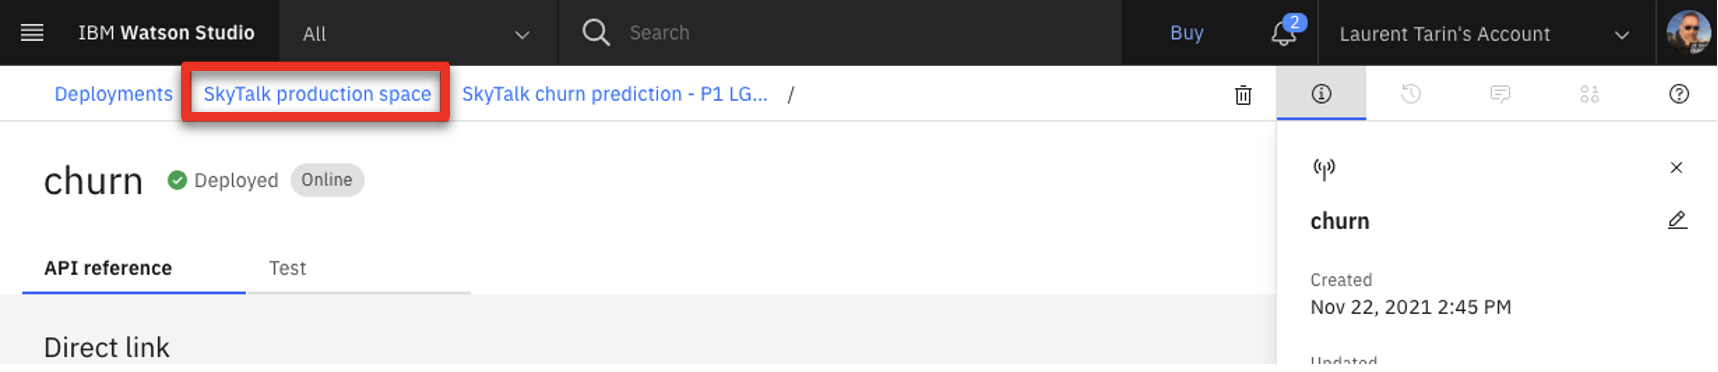 IBM Watson Studio All Search Buy 2 Laurent Tarin's Account
Deployments SkyTalk production space SkyTalk churn prediction - P1 LG... /
churn Deployed Online
churn
API reference Test
Created
Nov 22, 2021 2:45 PM
Direct link
Updated